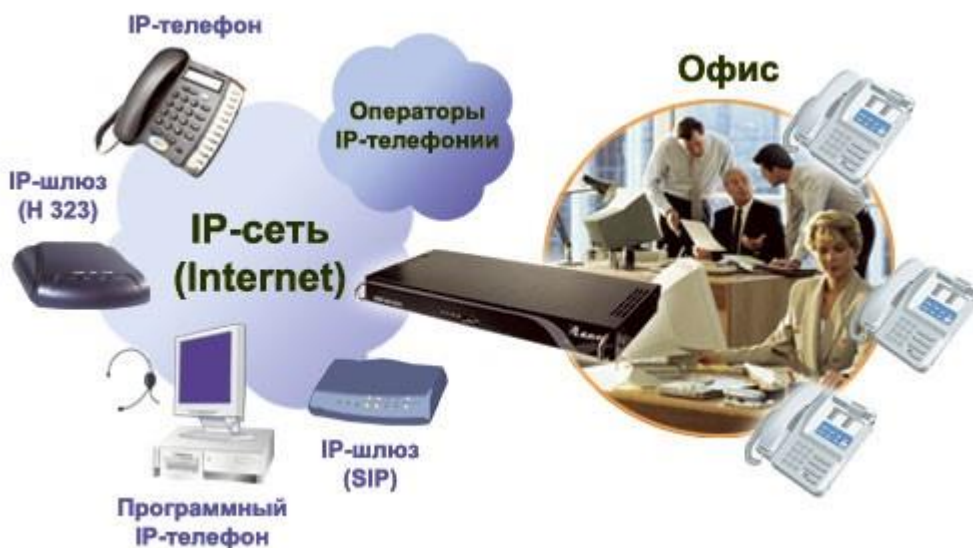 IP-телефон
Операторы
IP-телефонии
Офис
IP-шлюз
(H 323)
IP-сеть
(Internet)
IP-шлюз
(SIP)
Программный
IP-телефон